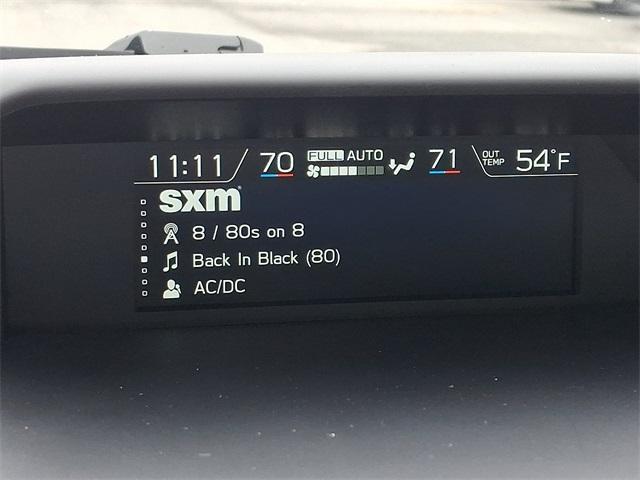 11:11 70 FULL AUTO 71 OUT TEMP 54°F
sxm
8 / 80s on 8
Back In Black (80)
AC/DC